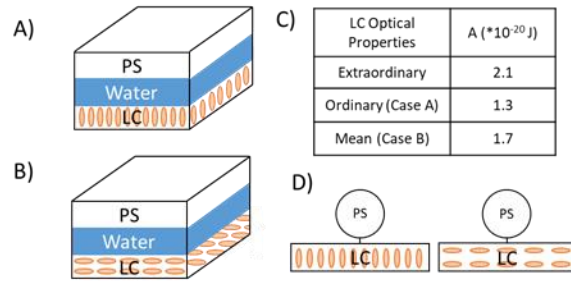 A)
PS
Water
LC
B)
PS
Water
LC
C)
LC Optical
Properties
A (*10⁻²⁰ J)
Extraordinary
2.1
Ordinary (Case A)
1.3
Mean (Case B)
1.7
D)
PS
LC
PS
LC